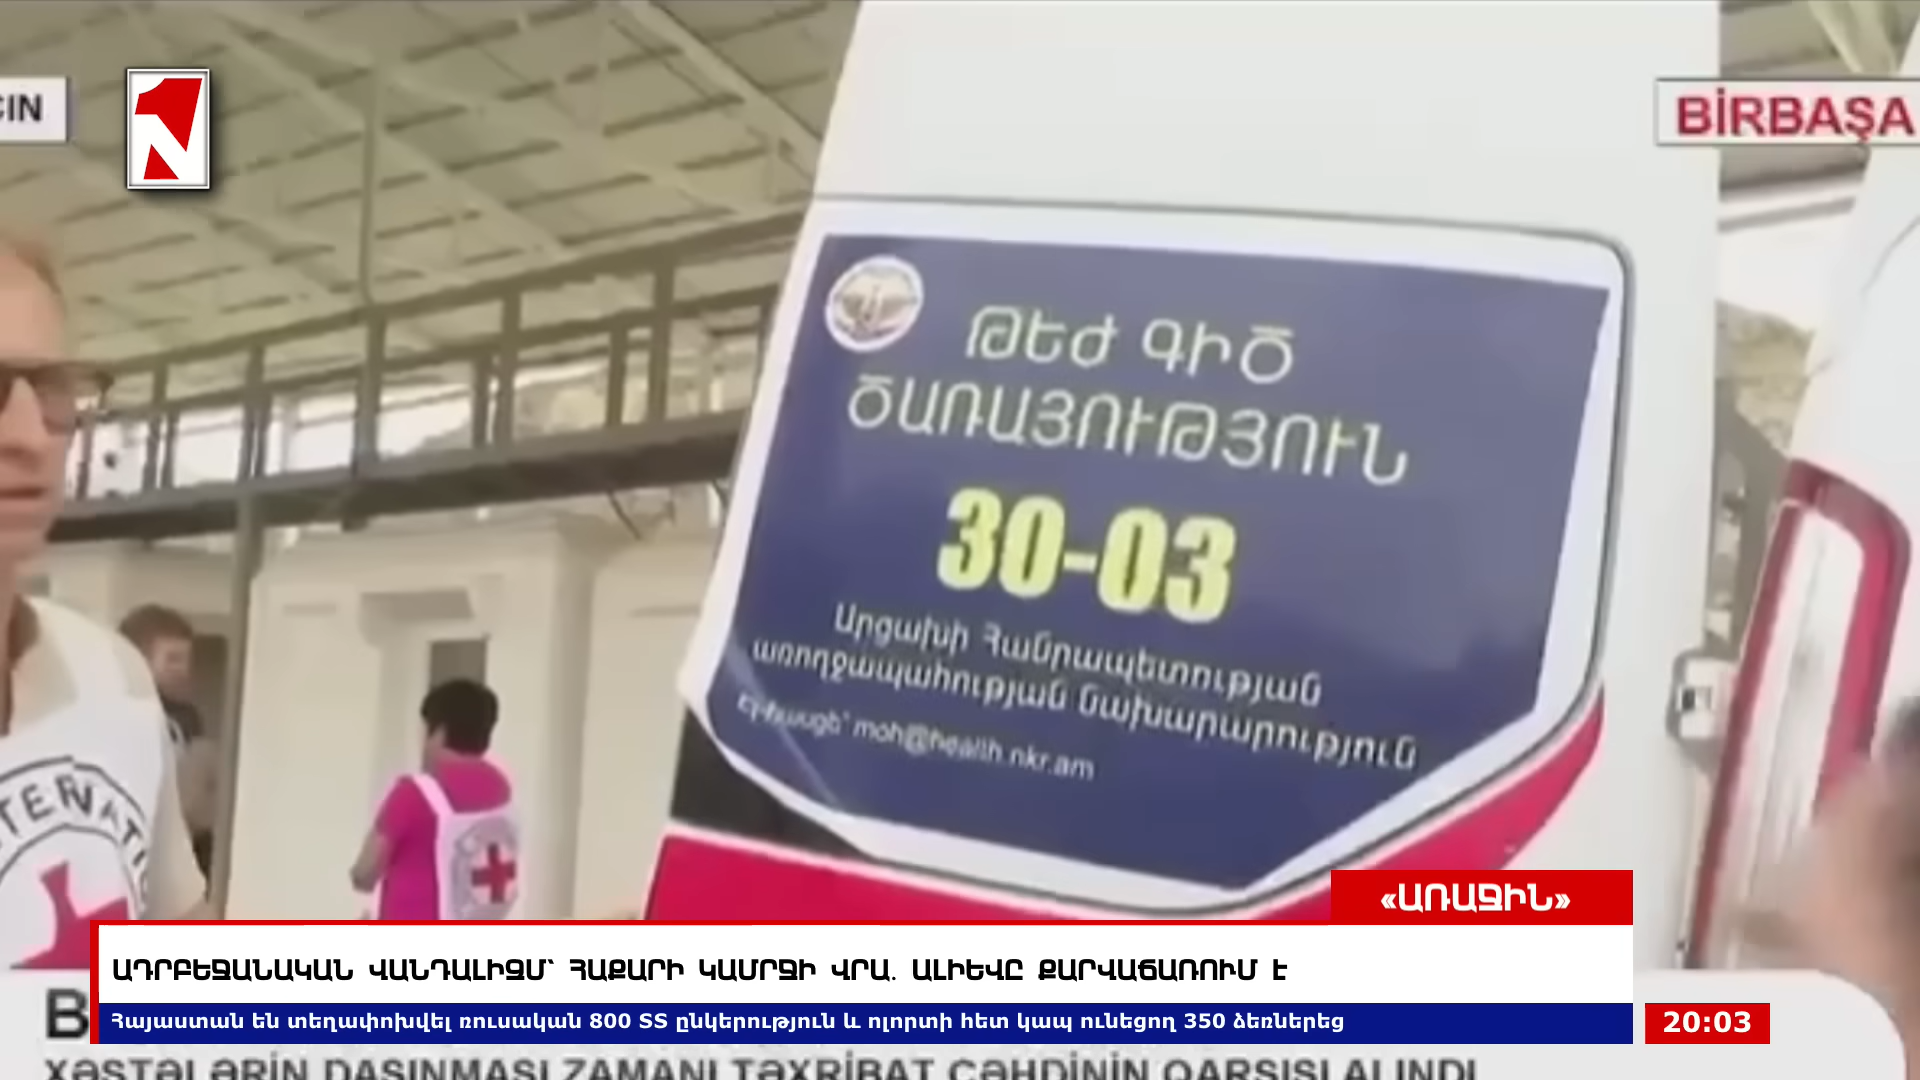 BİRBAŞA
ԹԵԺ ԳԻԾ
ԾԱՌԱՅՈՒԹՅՈՒՆ
30-03
Արցախի Հանրապետության
առողջապահության նախարարություն
Էլ-հասցե՝ moh@health.nkr.am
«ԱՌԱՋԻՆ»
ԱԴՐԲԵՋԱՆԱԿԱՆ ՎԱՆԴԱԼԻԶՄ՝ ՀԱՔԱՐԻ ԿԱՄՐՋԻ ՎՐԱ. ԱԼԻԵՎԸ ՔԱՐՎԱՃԱՌՈՒՄ Է
Հայաստան են տեղափոխվել ռուսական 800 ՏՏ ընկերություն և ոլորտի հետ կապ ունեցող 350 ձեռներեց
20:03
XƏSTƏLƏRİN DAŞINMASI ZAMANI TƏXRİBAT CƏHDİNİN QARŞISI ALINDI